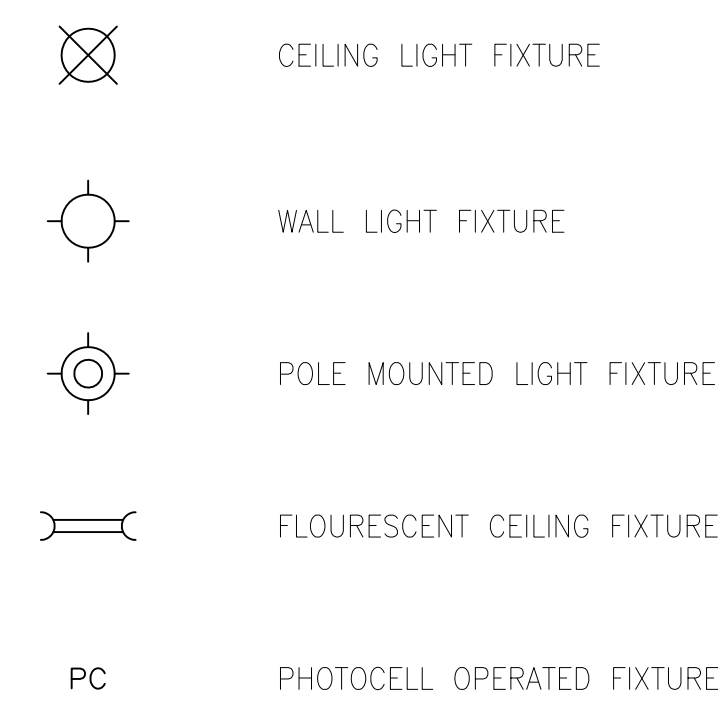 CEILING LIGHT FIXTURE
WALL LIGHT FIXTURE
POLE MOUNTED LIGHT FIXTURE
FLOURESCENT CEILING FIXTURE
PC PHOTOCELL OPERATED FIXTURE